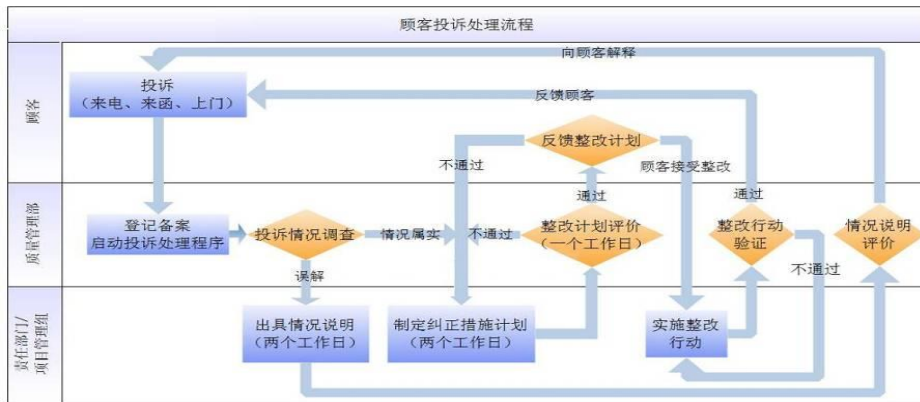 顾客投诉处理流程
顾客
向顾客解释
投诉
（来电、来函、上门）
反馈顾客
反馈整改计划
不通过
顾客接受整改
质量管理部
登记备案
启动投诉处理程序
投诉情况调查
情况属实
不通过
通过
整改计划评价
（一个工作日）
通过
整改行动
验证
不通过
情况说明
评价
误解
责任部门/
项目管理组
出具情况说明
（两个工作日）
制定纠正措施计划
（两个工作日）
实施整改
行动